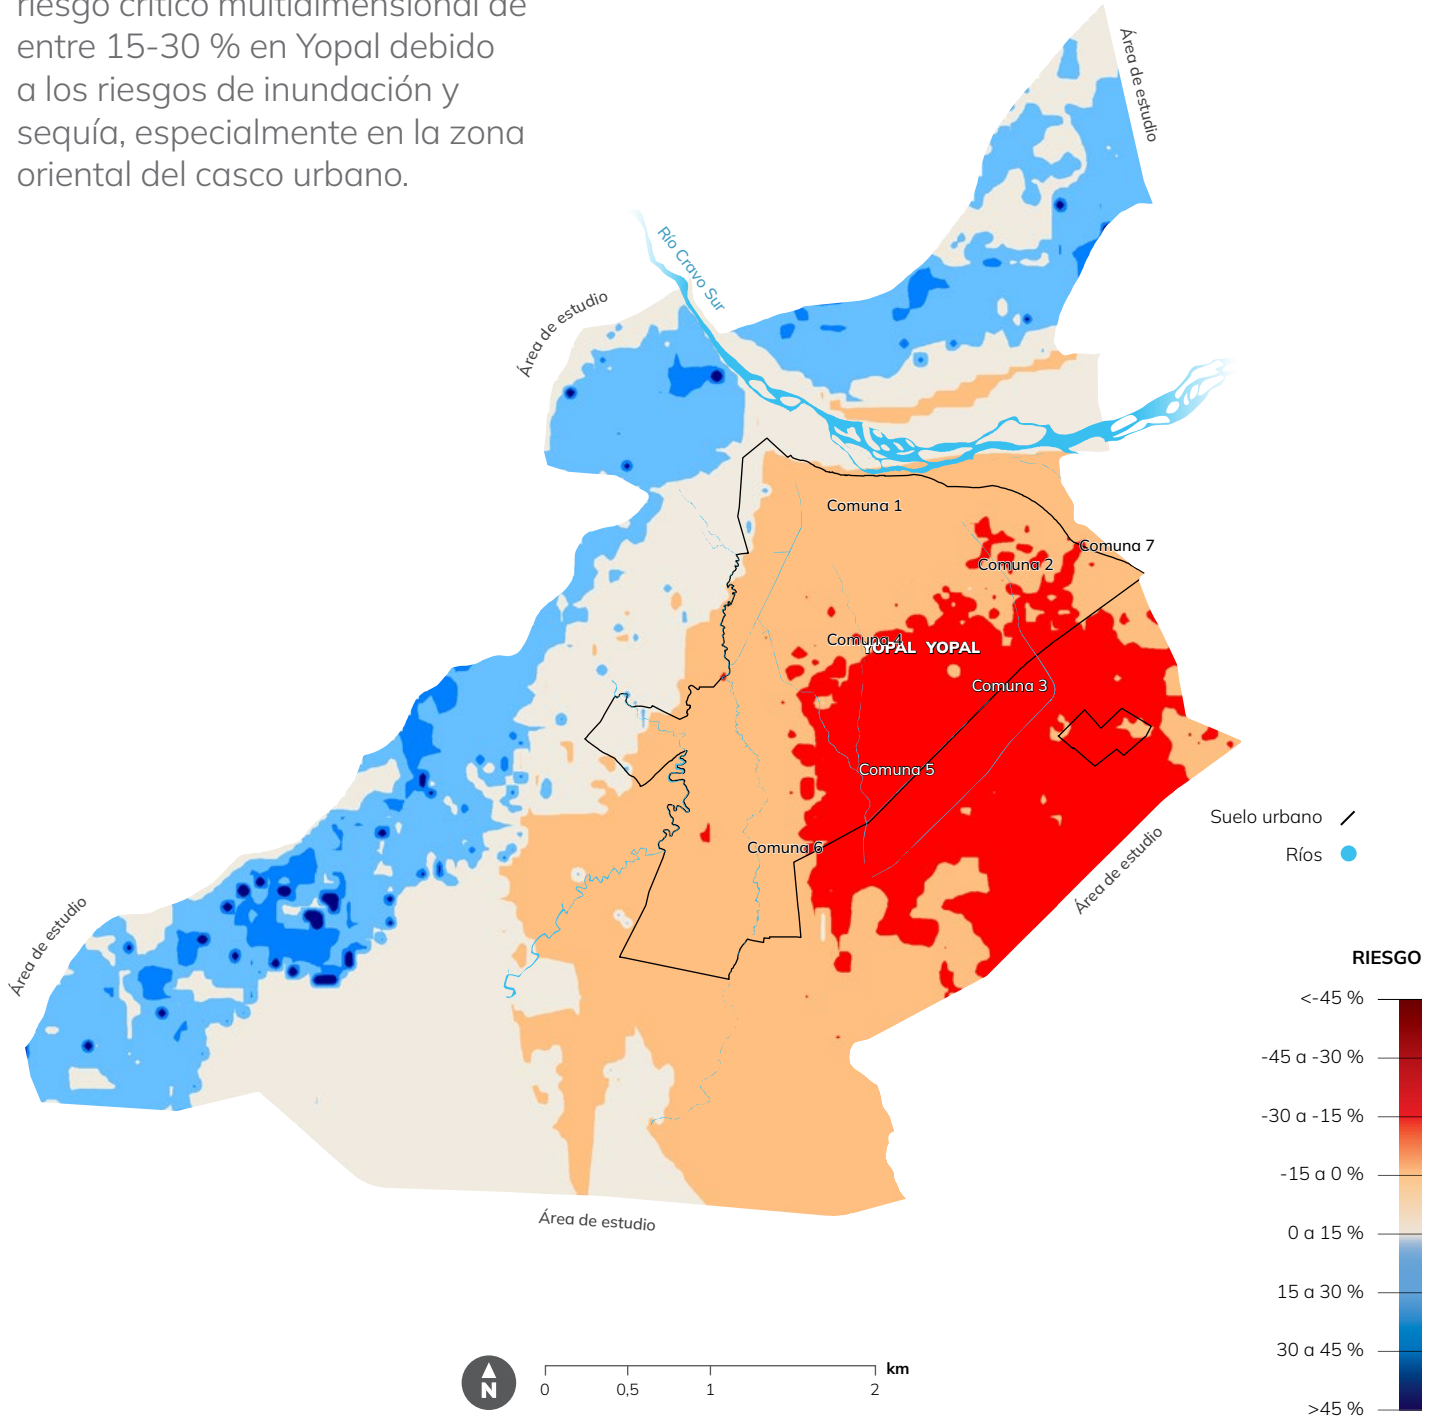 riesgo crítico multidimensional de
entre 15-30 % en Yopal debido
a los riesgos de inundación y
sequía, especialmente en la zona
oriental del casco urbano.
Área de estudio
Río Cravo Sur
Área de estudio
Comuna 1
Comuna 7
Comuna 2
Comuna 4
YOPAL YOPAL
Comuna 3
Comuna 5
Comuna 6
Suelo urbano
Ríos
Área de estudio
Área de estudio
Área de estudio
RIESGO
<-45 %
-45 a -30 %
-30 a -15 %
-15 a 0 %
0 a 15 %
15 a 30 %
30 a 45 %
>45 %
N
km
0 0,5 1 2